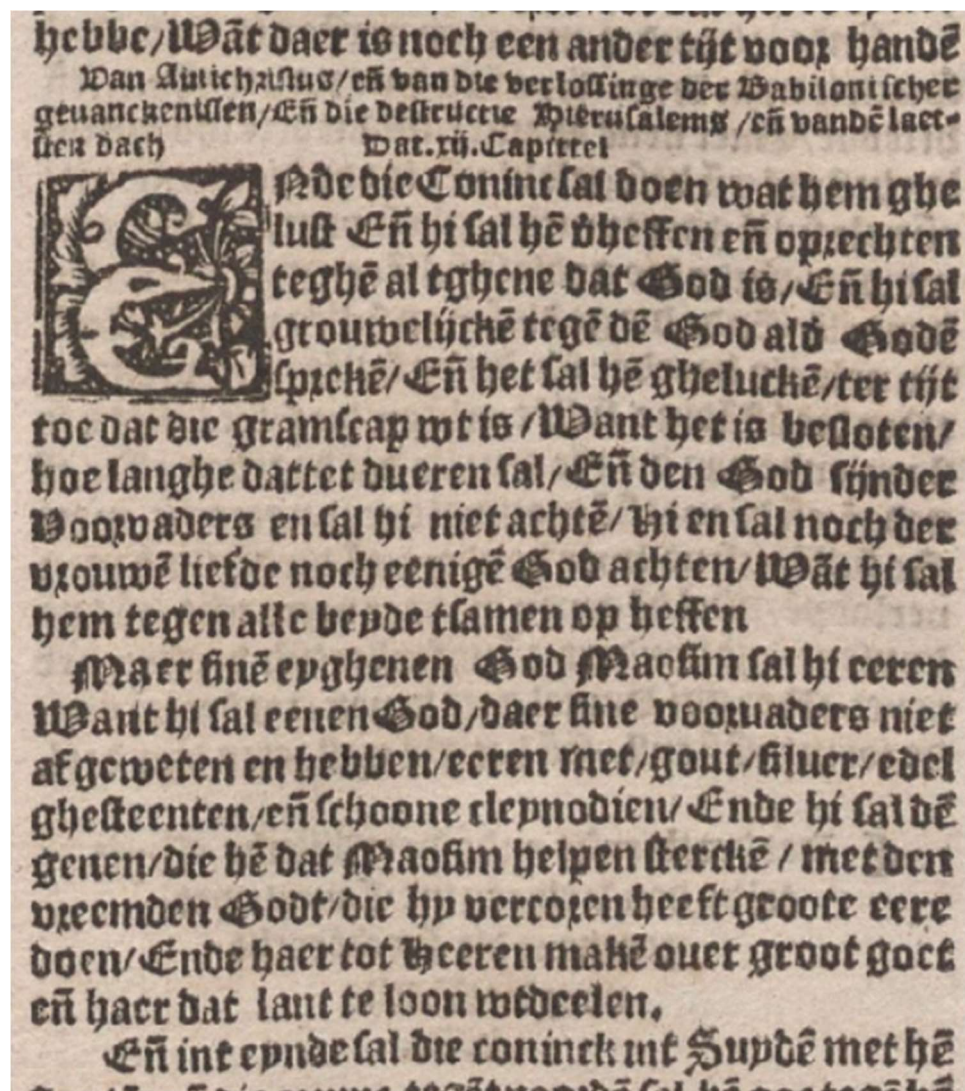 hebbe/Wāt daer is noch een ander tijt voor handē
Van Antichristus/eñ van die verlossinge der Babilonischer
geuanckenissen/Eñ die destructie Hierusalems /eñ vandē laet-
sten dach Dat.xij.Capittel
ENde die Coninc sal doen wat hem ghe
lust Eñ hi sal hē vheffen eñ oprechten
teghē al tghene dat God is/Eñ hi sal
grouwelijckē tegē dē God ald Godē
sprekē/Eñ het sal hē gheluckē/ter tijt
toe dat die gramscap wt is /Want het is besloten/
hoe langhe dattet dueren sal/Eñ den God sijnder
Voorvaders en sal hi niet achtē/Hi en sal noch der
vrouwē liefde noch eenigē God achten/Wāt hi sal
hem tegen alle beyde tsamen op heffen
Maer sinē eyghenen God Maosim sal hi eeren
Want hi sal eenen God/daer sine voorvaders niet
af geweten en hebben/eeren met/gout/siluer/edel
ghesteenten/eñ schoone cleynodien/Ende hi sal dē
genen/die hē dat Maosim helpen sterckē / met den
vreemden Godt/die hy vercozen heeft groote eere
doen/Ende haer tot Heeren makē ouer groot goet
eñ haer dat lant te loon wtdeelen.
Eñ int eynde sal die coninck int Suydē met hē